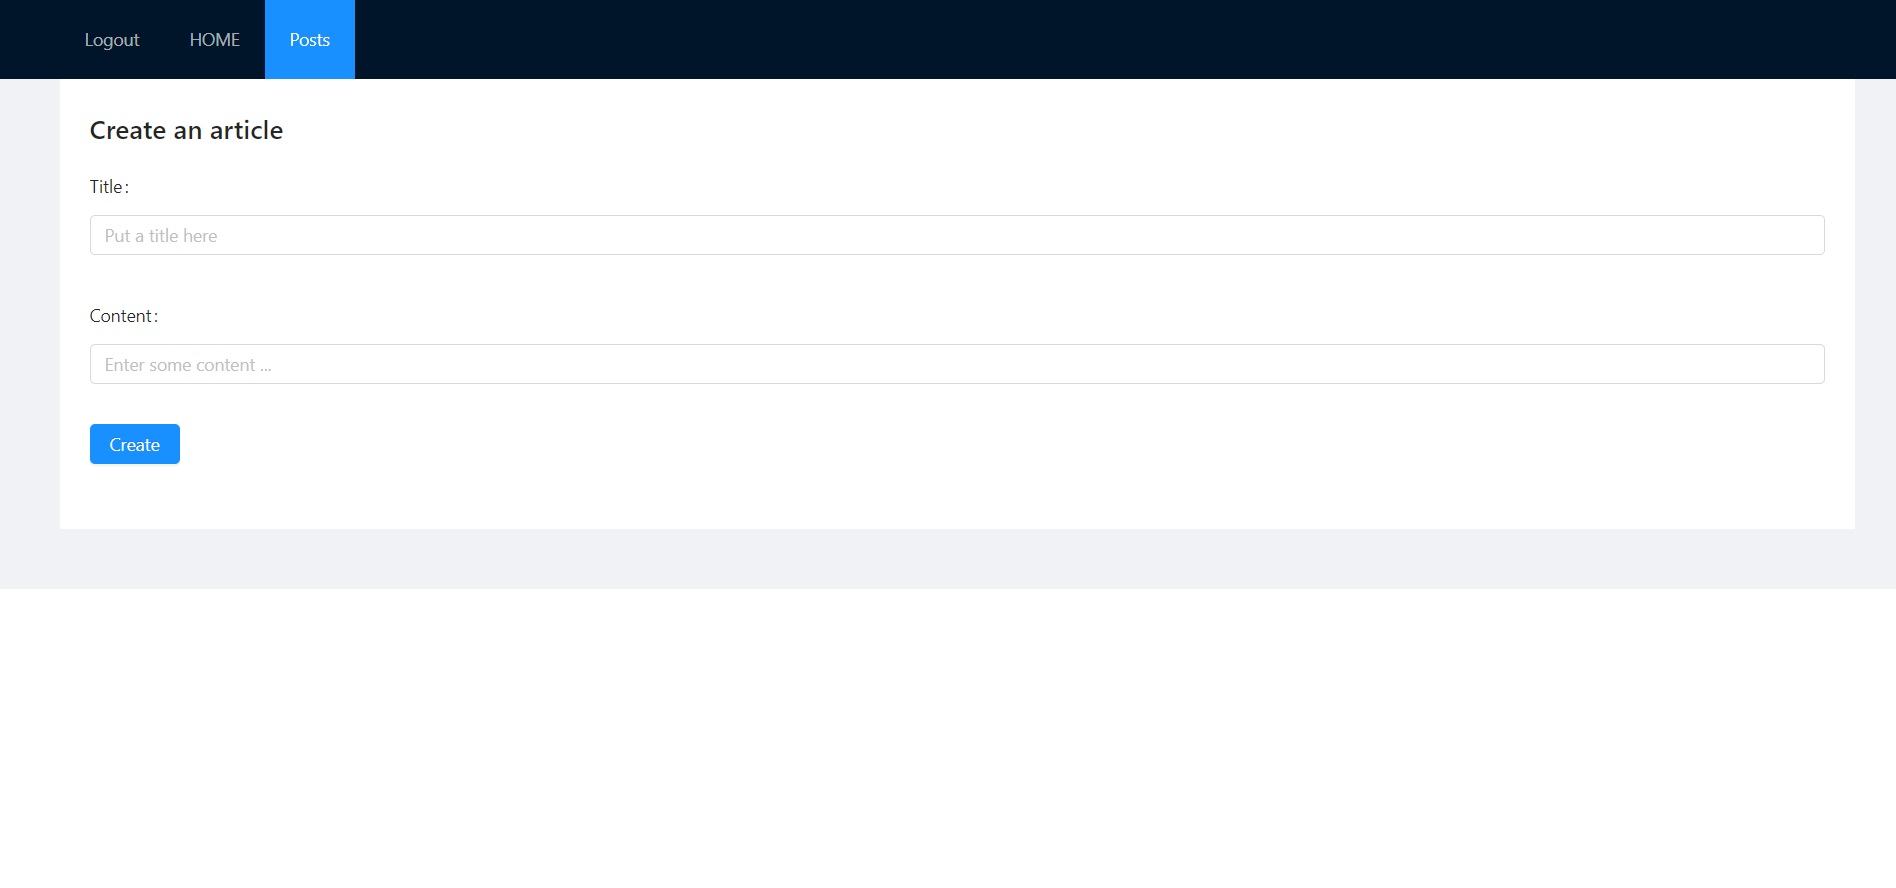 Logout HOME Posts
Create an article
Title:
Put a title here
Content:
Enter some content ...
Create